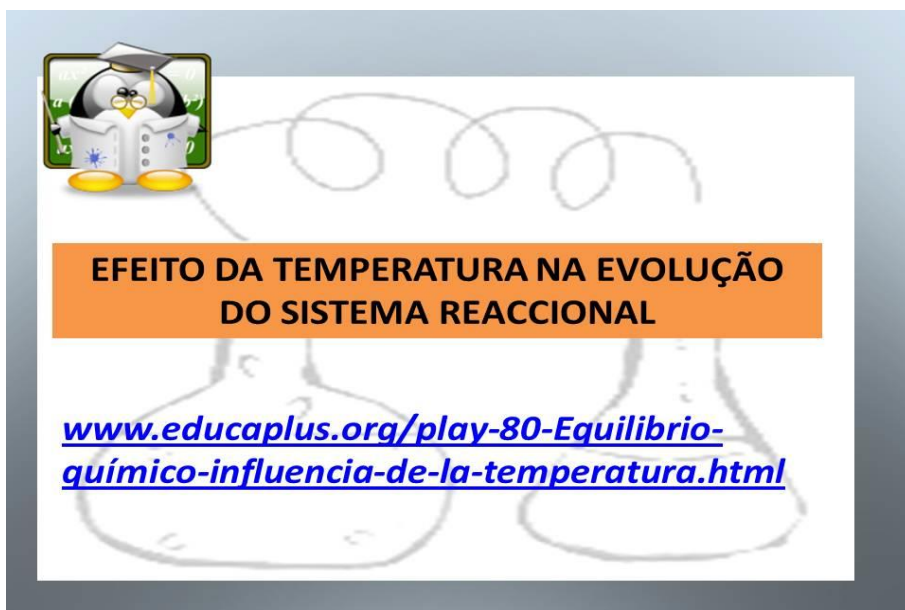 EFEITO DA TEMPERATURA NA EVOLUÇÃO
DO SISTEMA REACCIONAL
www.educaplus.org/play-80-Equilibrio-
químico-influencia-de-la-temperatura.html